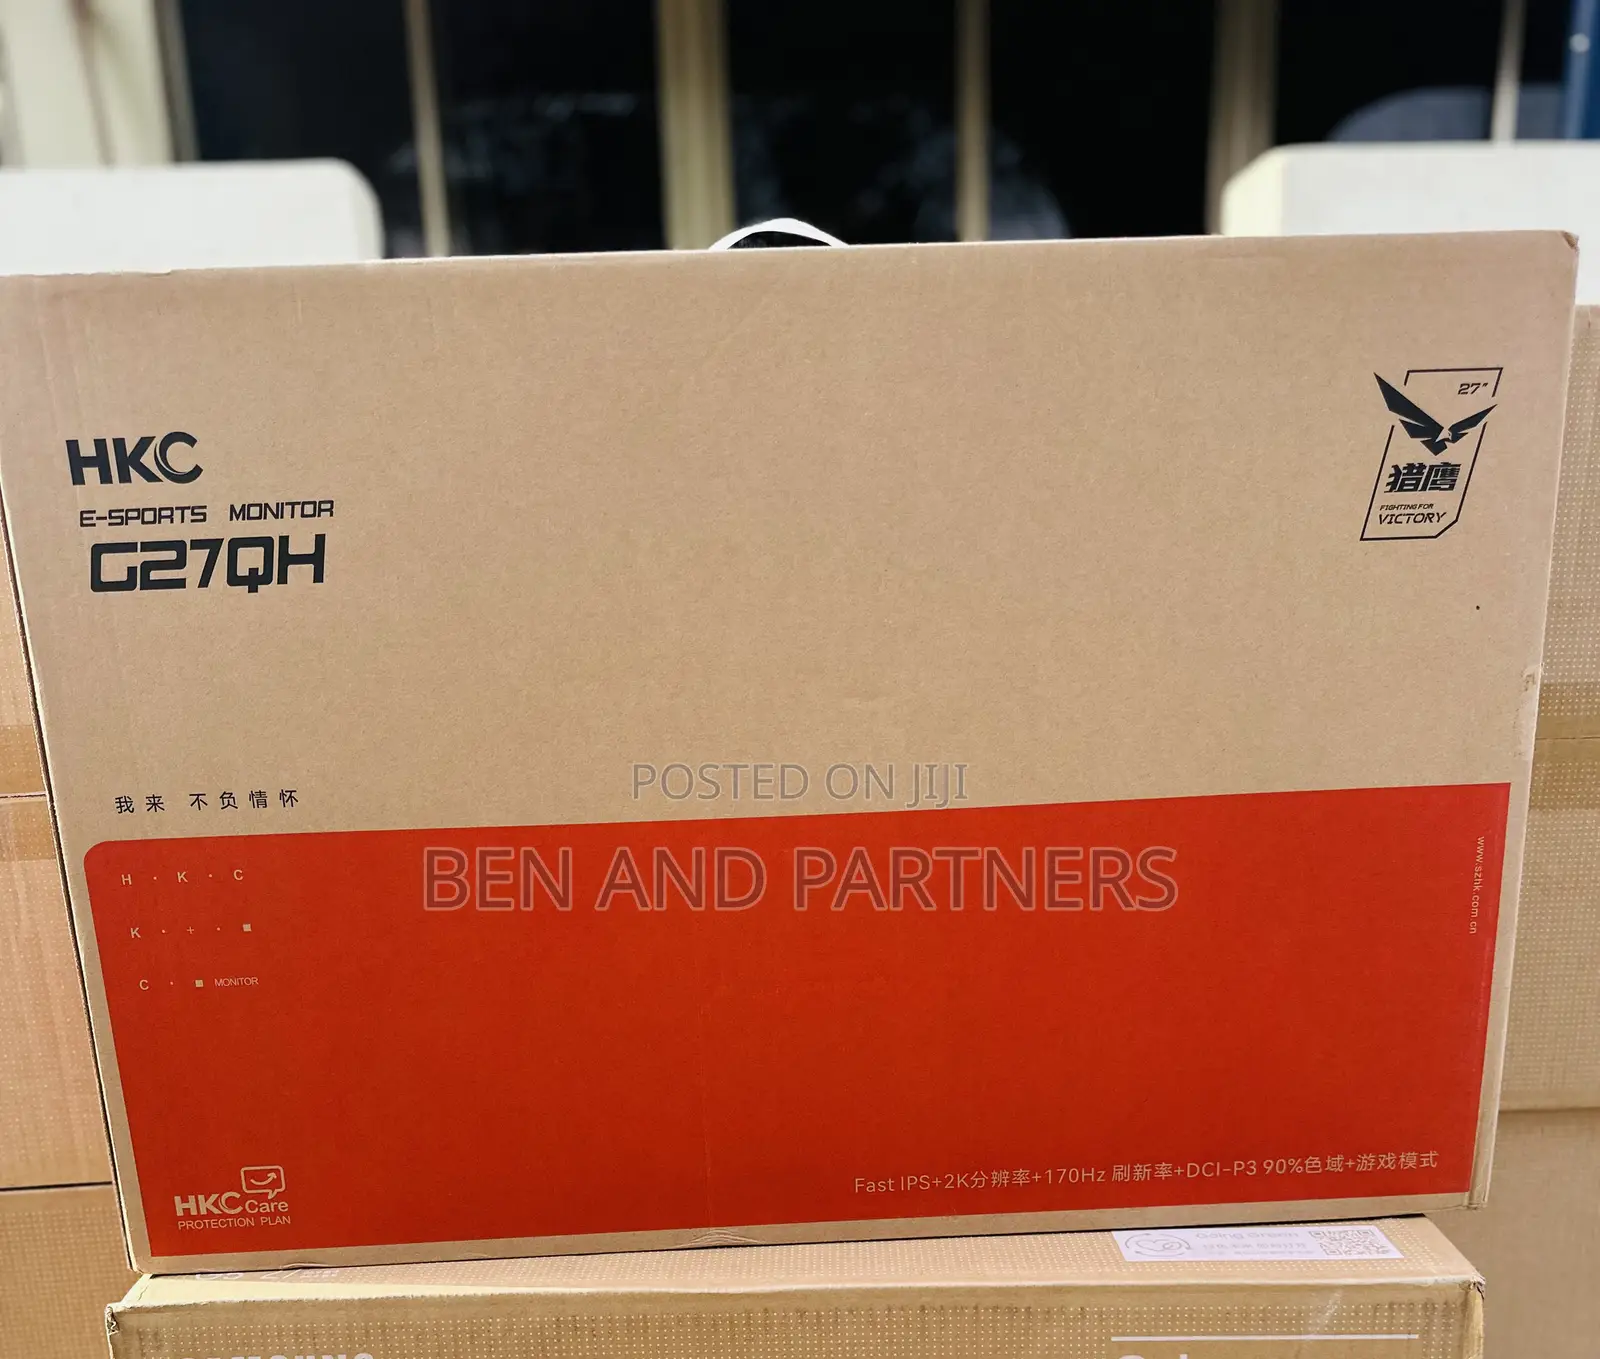 HKC
E-SPORTS MONITOR
G27QH
27"
猎鹰
FIGHTING FOR
VICTORY
我来 不负情怀
POSTED ON JIJI
BEN AND PARTNERS
H · K · C
K · + · ■
C · ■ MONITOR
www.szhk.com.cn
HKC Care
PROTECTION PLAN
Fast IPS+2K分辨率+170Hz 刷新率+DCI-P3 90%色域+游戏模式